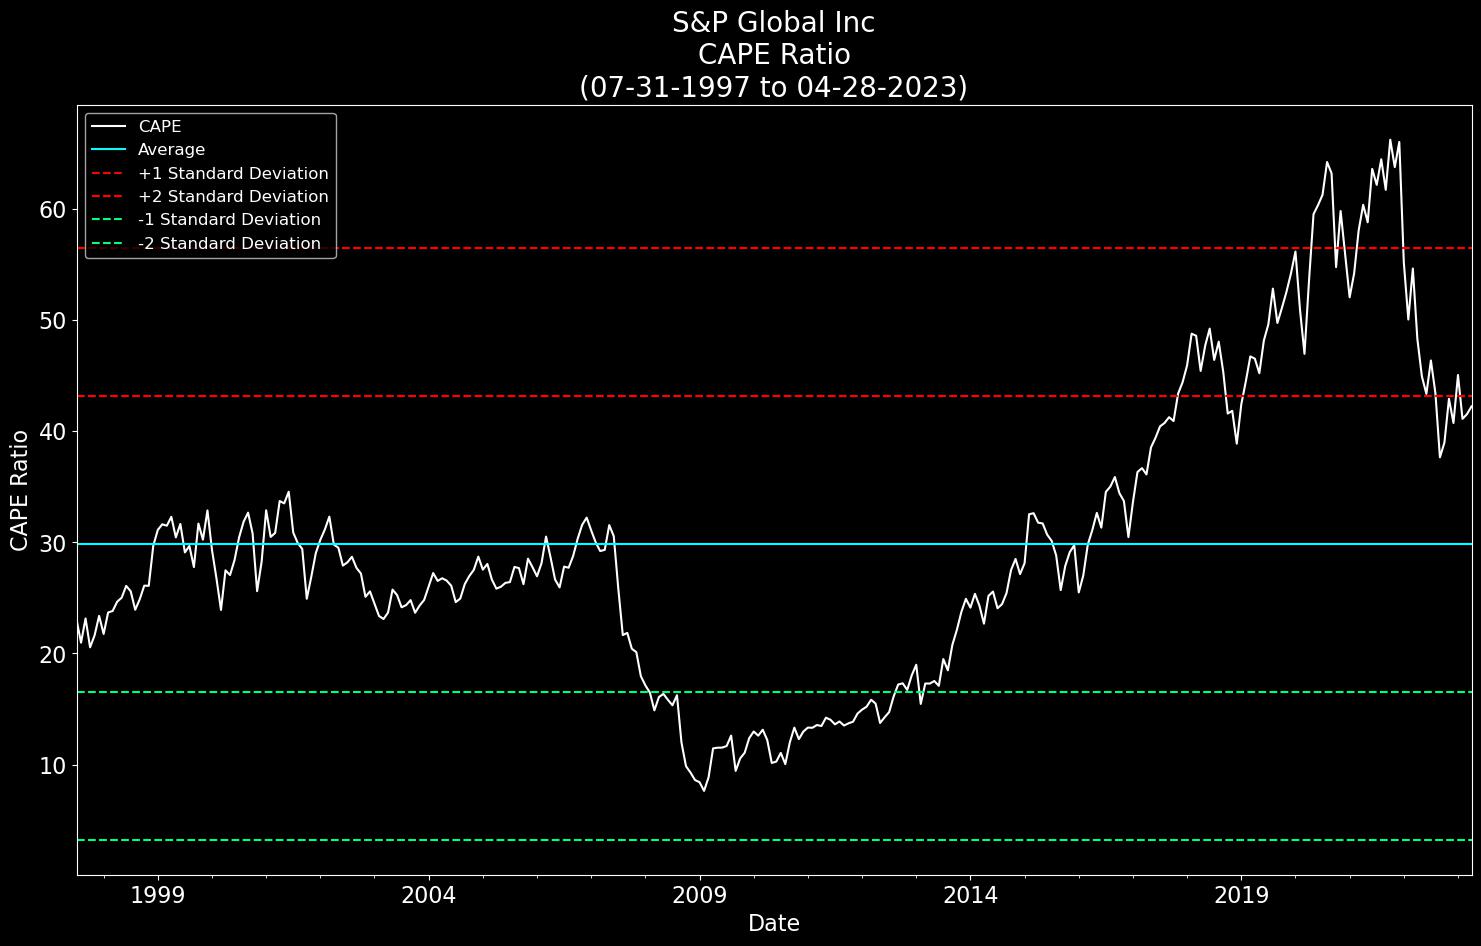 S&P Global Inc
CAPE Ratio
(07-31-1997 to 04-28-2023)
CAPE
Average
+1 Standard Deviation
+2 Standard Deviation
-1 Standard Deviation
-2 Standard Deviation
CAPE Ratio
60
50
40
30
20
10
1999 2004 2009 2014 2019
Date